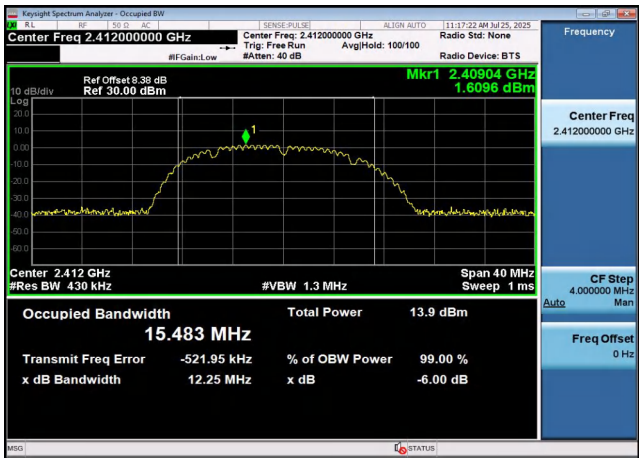 Keysight Spectrum Analyzer - Occupied BW
RL RF 50 Ω AC SENSE:PULSE ALIGN AUTO 11:17:22 AM Jul 25, 2025
Center Freq 2.412000000 GHz
Center Freq: 2.412000000 GHz
Radio Std: None
Trig: Free Run Avg|Hold: 100/100
#IFGain:Low #Atten: 40 dB Radio Device: BTS
Ref Offset 8.38 dB
10 dB/div Ref 30.00 dBm
Mkr1 2.40904 GHz
1.6096 dBm
Log
20.0
10.0
0.00
-10.0
-20.0
-30.0
-40.0
-50.0
-60.0
1
Center 2.412 GHz Span 40 MHz
#Res BW 430 kHz #VBW 1.3 MHz Sweep 1 ms
Occupied Bandwidth Total Power 13.9 dBm
15.483 MHz
Transmit Freq Error -521.95 kHz % of OBW Power 99.00 %
x dB Bandwidth 12.25 MHz x dB -6.00 dB
MSG STATUS
Frequency
Center Freq
2.412000000 GHz
CF Step
4.000000 MHz
Auto Man
Freq Offset
0 Hz